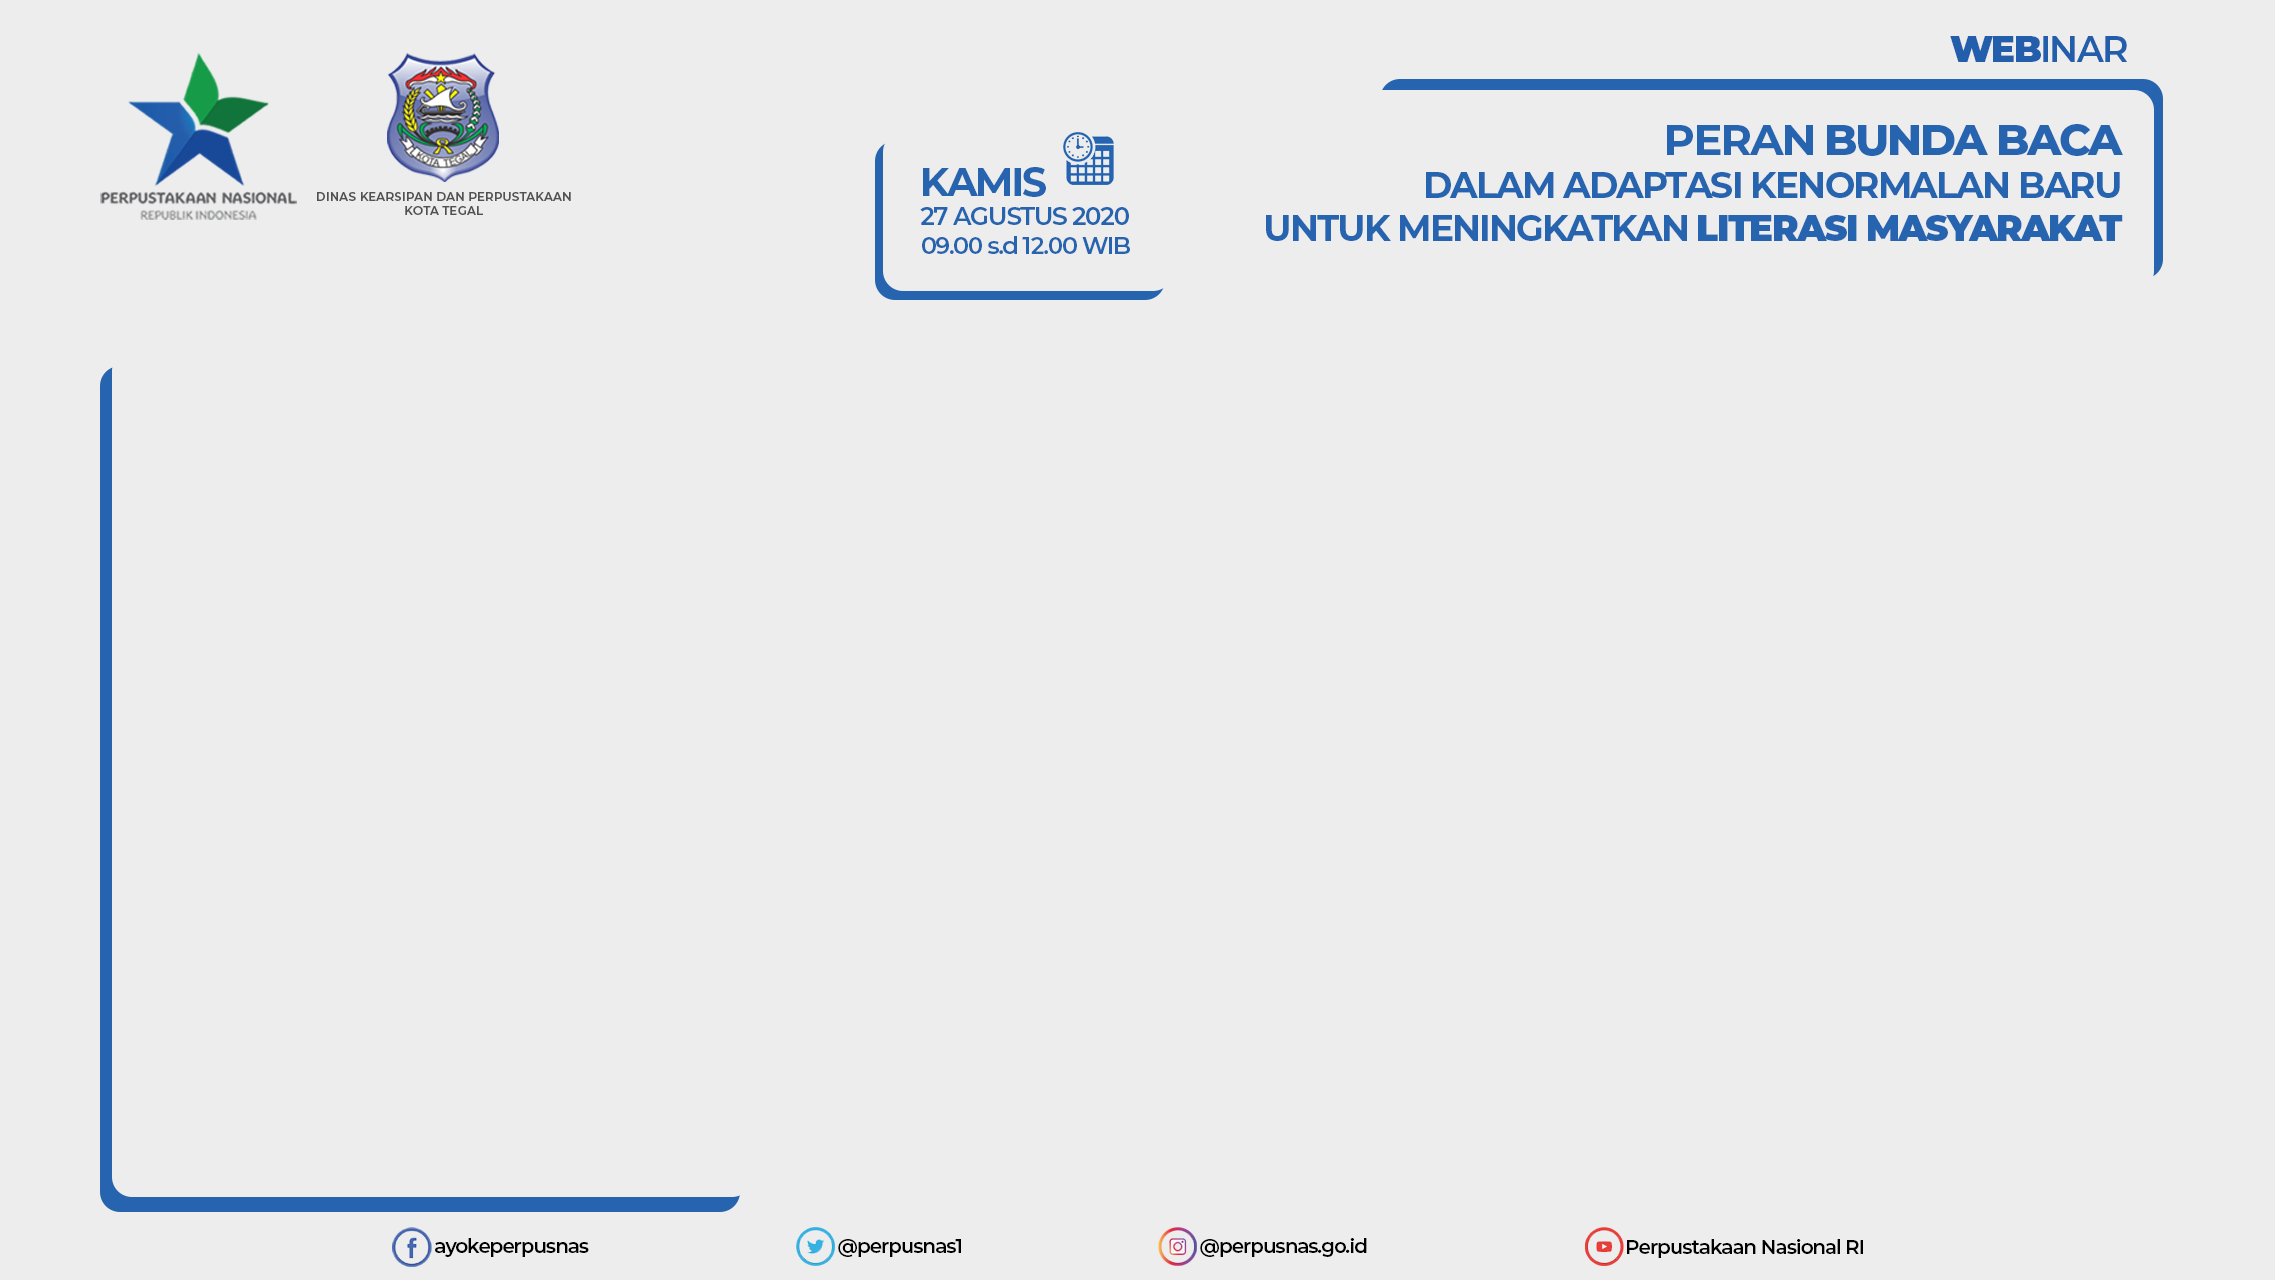 PERPUSTAKAAN NASIONAL
REPUBLIK INDONESIA
KOTA TEGAL
DINAS KEARSIPAN DAN PERPUSTAKAAN
KOTA TEGAL
KAMIS
27 AGUSTUS 2020
09.00 s.d 12.00 WIB
WEBINAR
PERAN BUNDA BACA
DALAM ADAPTASI KENORMALAN BARU
UNTUK MENINGKATKAN LITERASI MASYARAKAT
ayokeperpusnas
@perpusnas1
@perpusnas.go.id
Perpustakaan Nasional RI